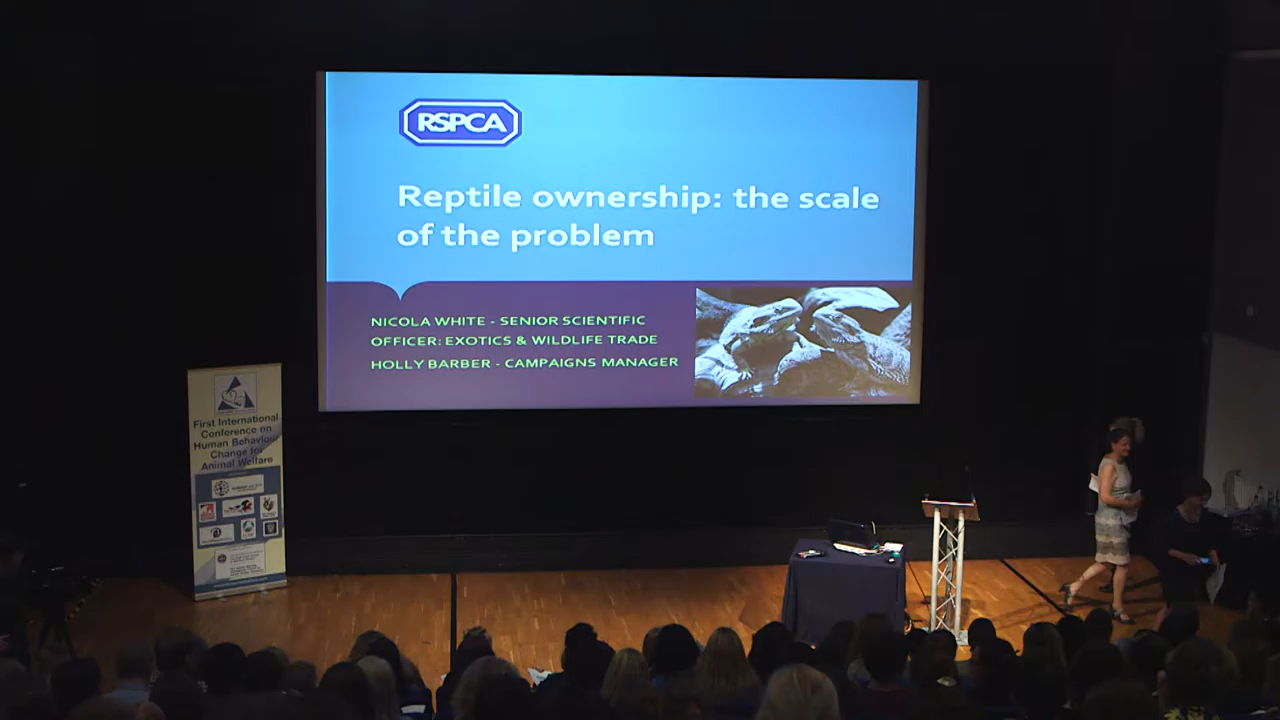 RSPCA
Reptile ownership: the scale
of the problem
NICOLA WHITE - SENIOR SCIENTIFIC
OFFICER: EXOTICS & WILDLIFE TRADE
HOLLY BARBER - CAMPAIGNS MANAGER
First International
Conference on
Human Behaviour
Change for
Animal Welfare